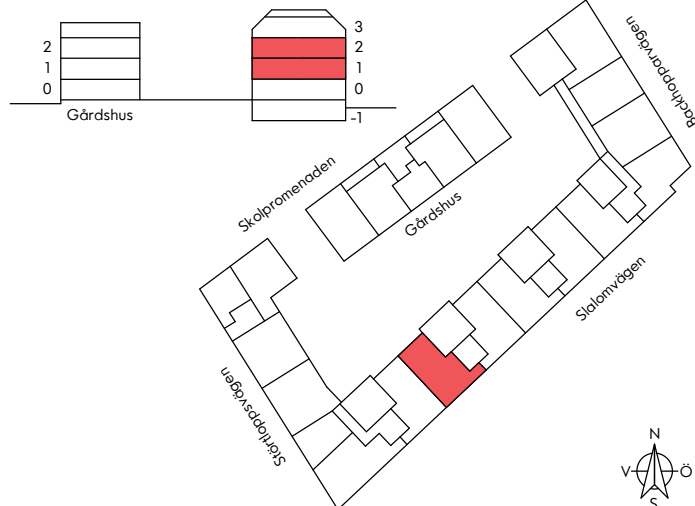 3
2
2
1
1
0
0
-1
Gårdshus
Backhopparvägen
Skolpromenaden
Gårdshus
Slalomvägen
Störtloppsvägen
N
V
Ö
S